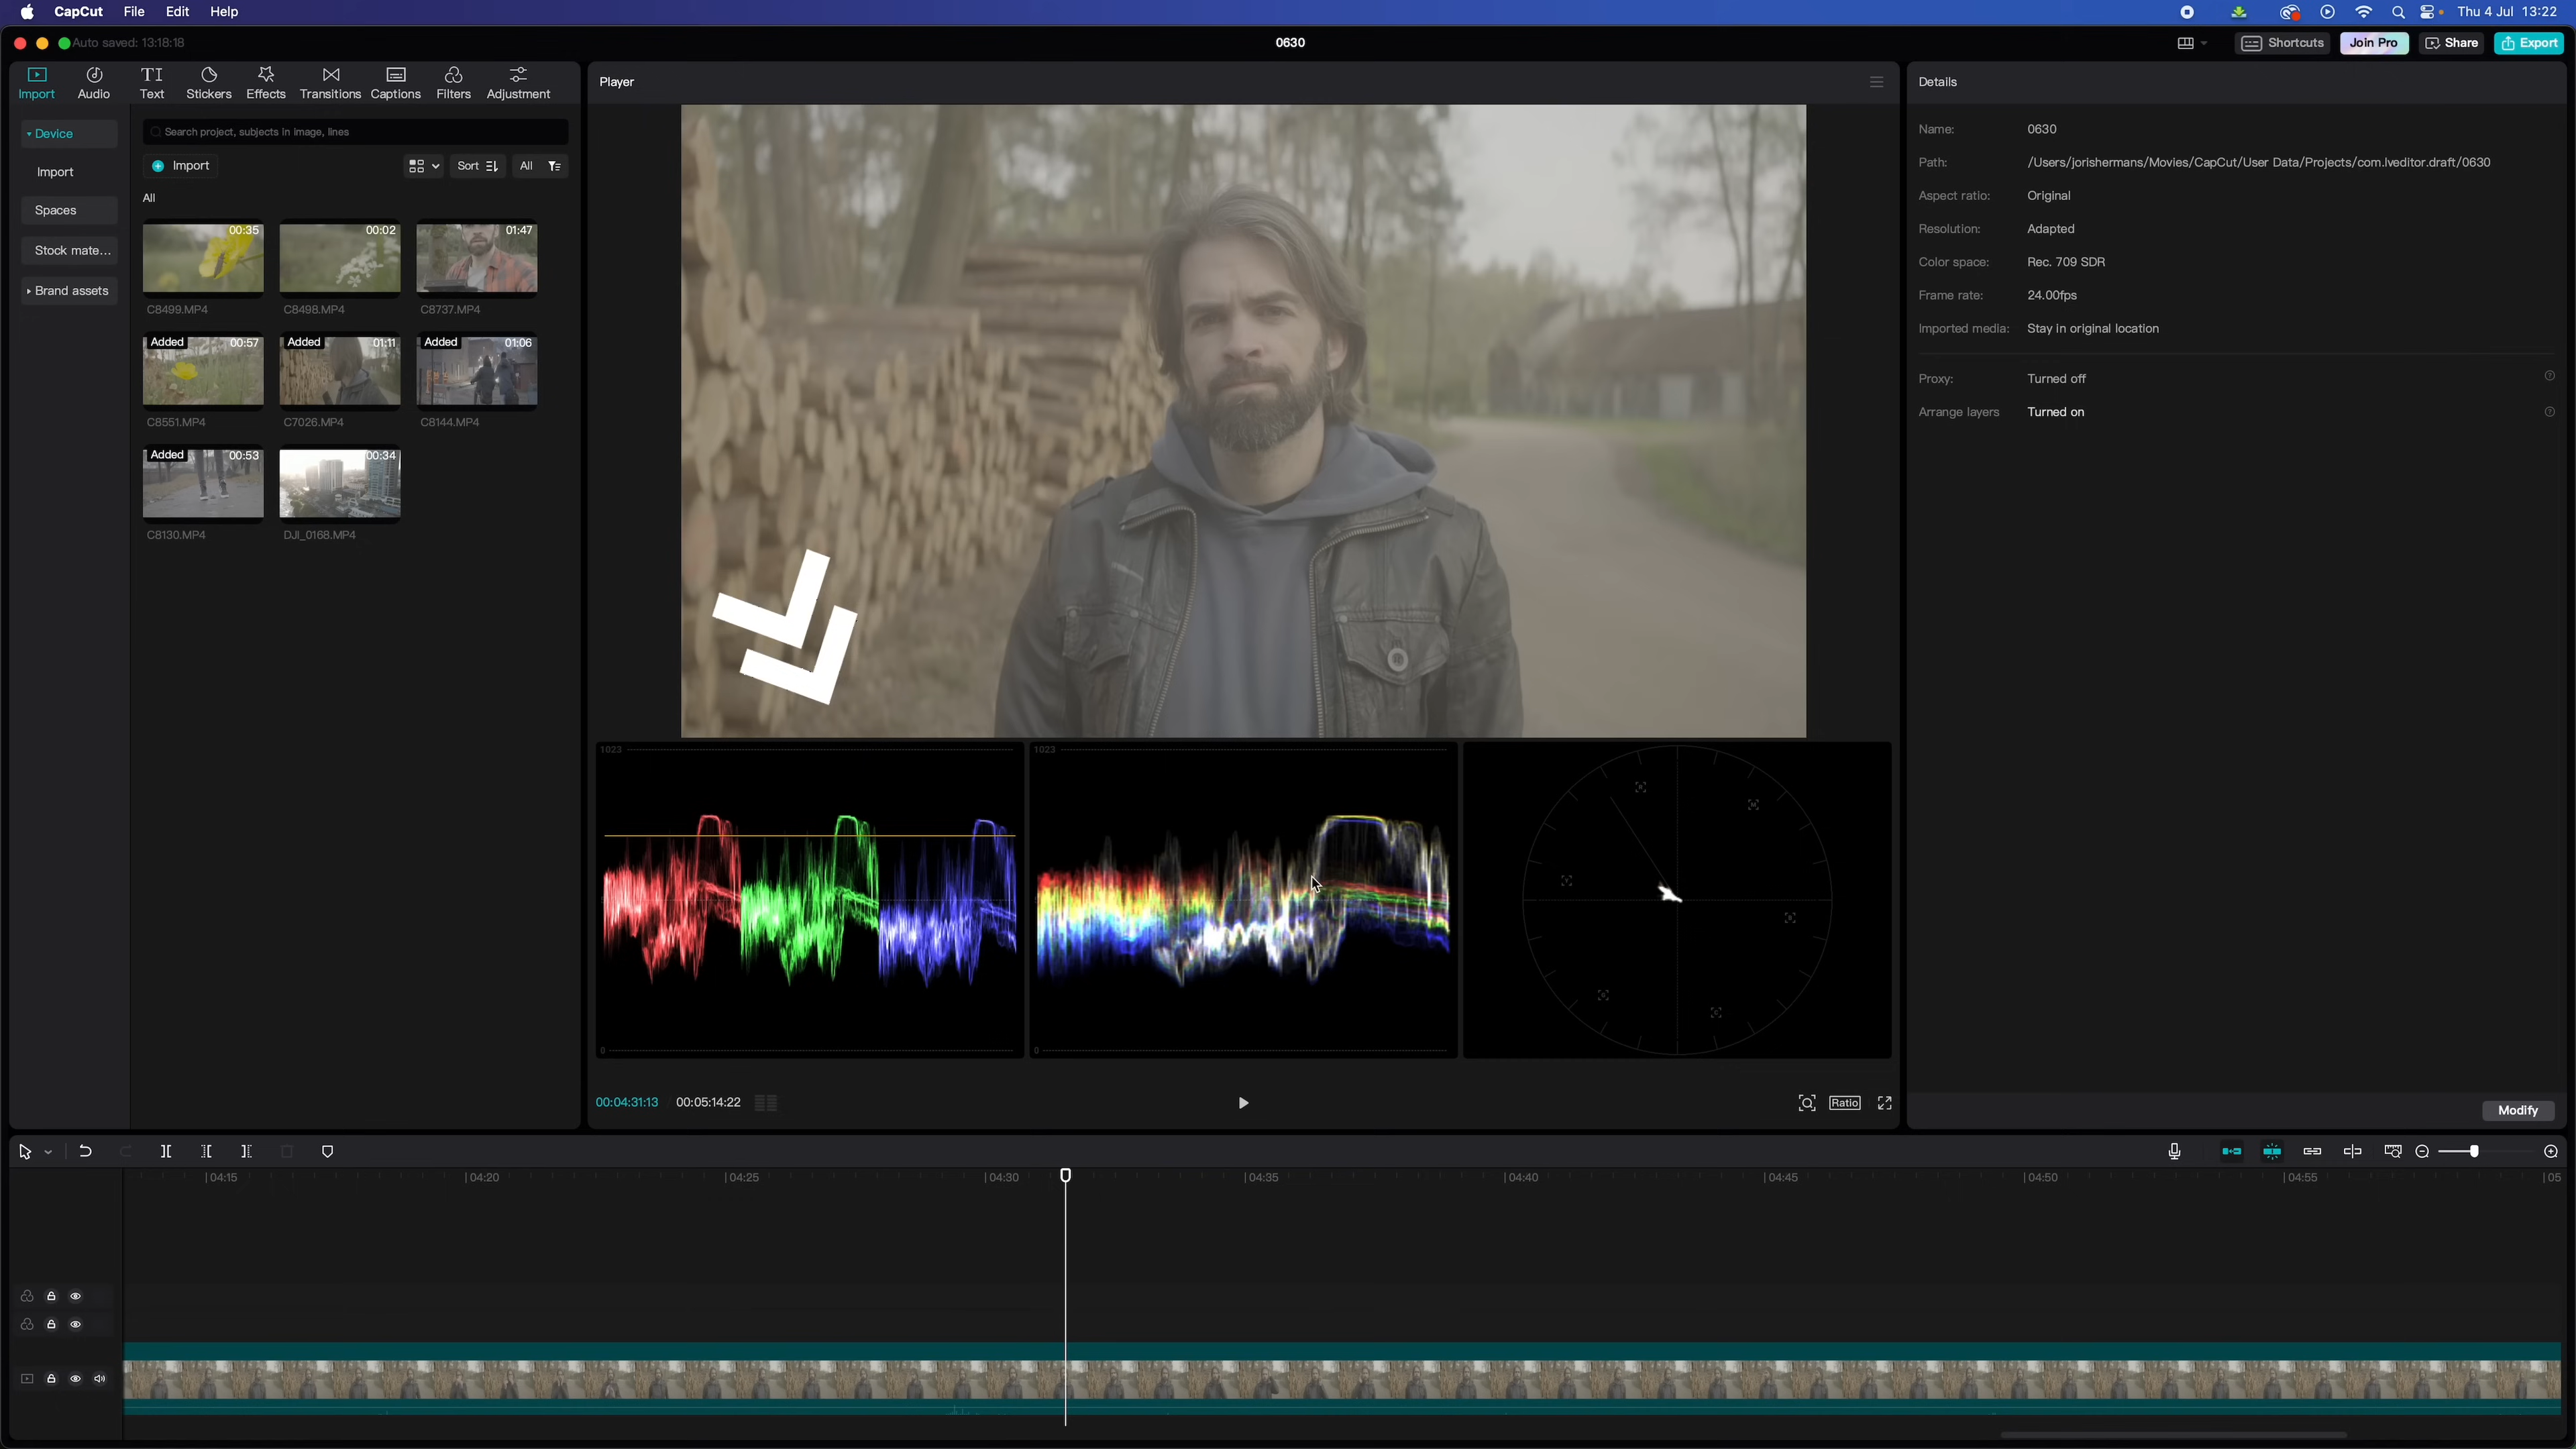 CapCut File Edit Help Thu 4 Jul 13:22
Auto saved: 13:18:18 0630 Shortcuts Join Pro Share Export
Import Audio TI Text Stickers Effects Transitions Captions Filters Adjustment
Device
Import
Spaces
Stock mate...
Brand assets
Search project, subjects in image, lines
Import Sort All
All
00:35 00:02 01:47
C8499.MP4 C8498.MP4 C8737.MP4
Added 00:57 Added 01:11 Added 01:06
C8551.MP4 C7026.MP4 C8144.MP4
Added 00:53 00:34
C8130.MP4 DJI_0168.MP4
Player
1023 1023
0 0
00:04:31:13 00:05:14:22 Ratio
Details
Name: 0630
Path: /Users/jorishermans/Movies/CapCut/User Data/Projects/com.lveditor.draft/0630
Aspect ratio: Original
Resolution: Adapted
Color space: Rec. 709 SDR
Frame rate: 24.00fps
Imported media: Stay in original location
Proxy: Turned off
Arrange layers Turned on
Modify
04:15 04:20 04:25 04:30 04:35 04:40 04:45 04:50 04:55 05